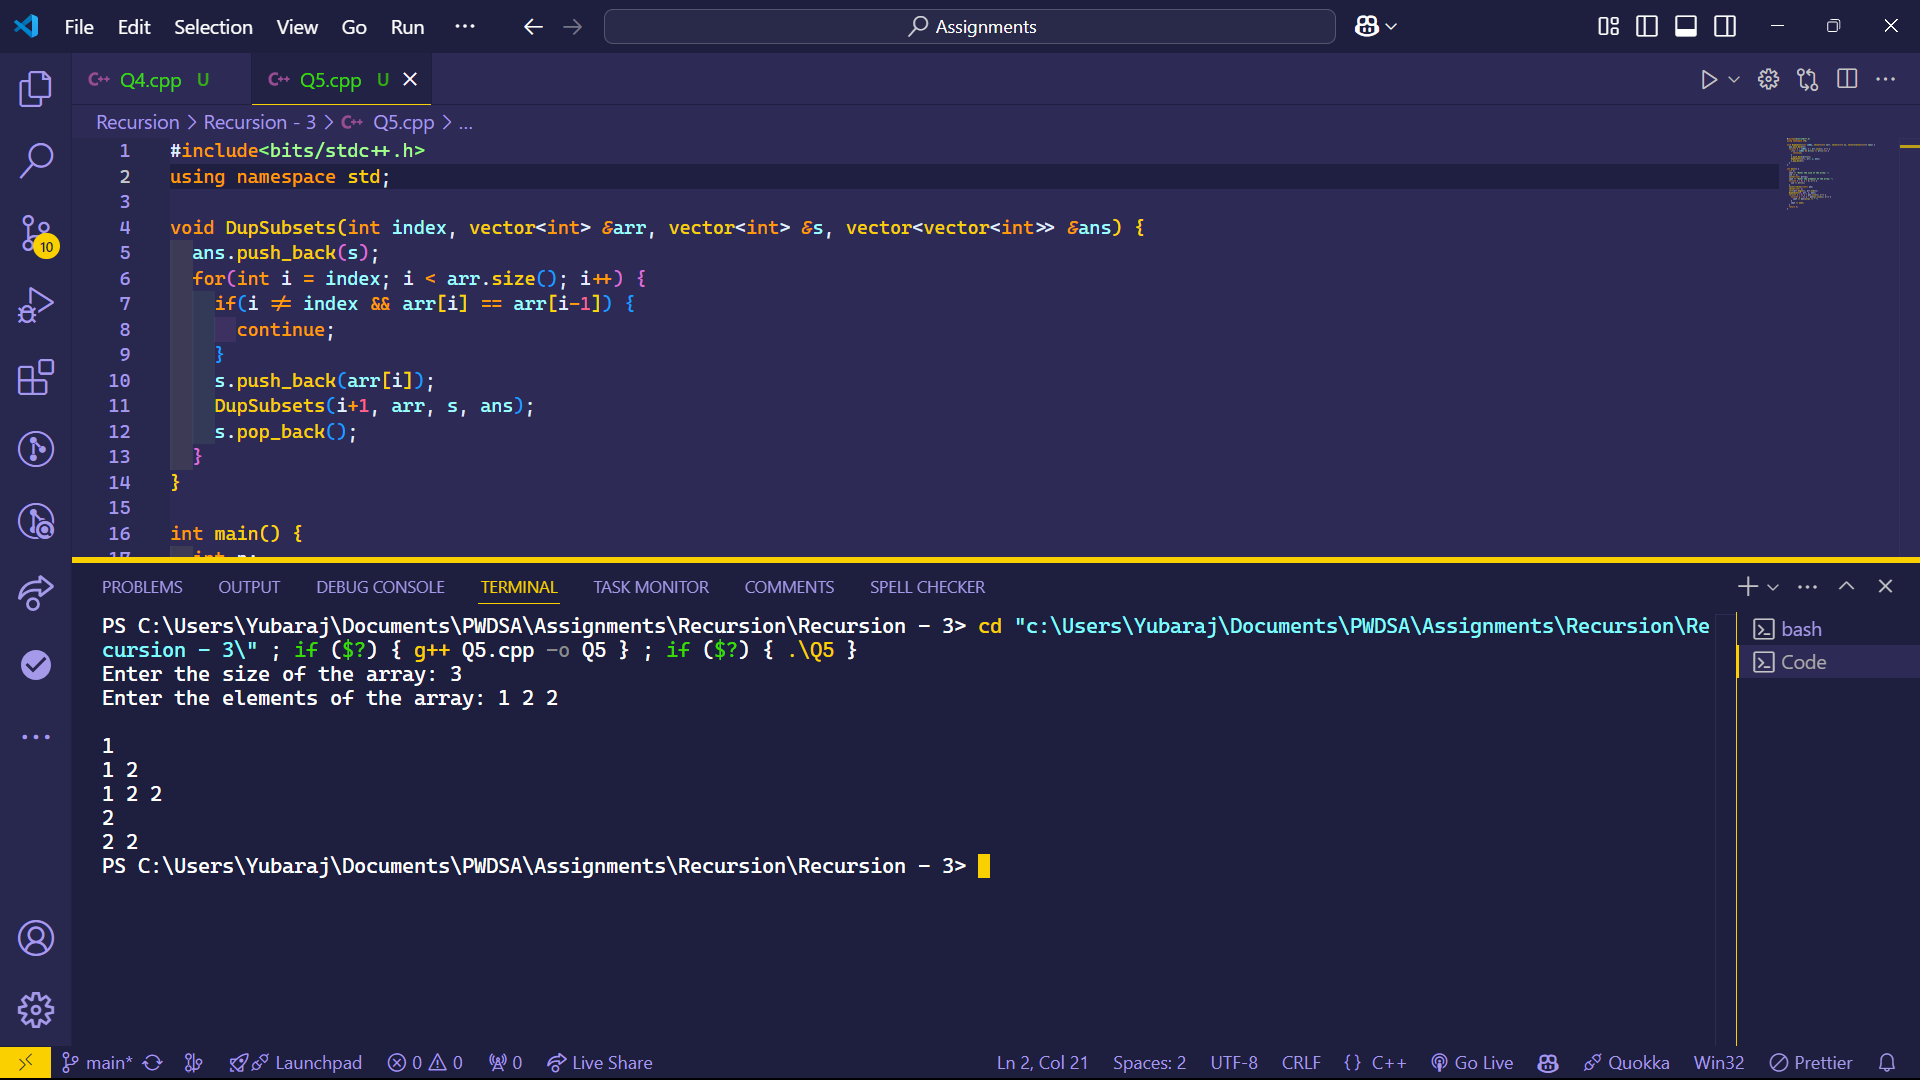 File Edit Selection View Go Run ··· Assignments
Q4.cpp U Q5.cpp U
Recursion > Recursion - 3 > Q5.cpp > ...
1 #include<bits/stdc++.h>
2 using namespace std;
3
4 void DupSubsets(int index, vector<int> &arr, vector<int> &s, vector<vector<int>> &ans) {
5 ans.push_back(s);
6 for(int i = index; i < arr.size(); i++) {
7 if(i != index && arr[i] == arr[i-1]) {
8 continue;
9 }
10 s.push_back(arr[i]);
11 DupSubsets(i+1, arr, s, ans);
12 s.pop_back();
13 }
14 }
15
16 int main() {
17 int n;
10
PROBLEMS OUTPUT DEBUG CONSOLE TERMINAL TASK MONITOR COMMENTS SPELL CHECKER
PS C:\Users\Yubaraj\Documents\PWDSA\Assignments\Recursion\Recursion - 3> cd "c:\Users\Yubaraj\Documents\PWDSA\Assignments\Recursion\Re
cursion - 3\" ; if ($?) { g++ Q5.cpp -o Q5 } ; if ($?) { .\Q5 }
Enter the size of the array: 3
Enter the elements of the array: 1 2 2
1
1 2
1 2 2
2
2 2
PS C:\Users\Yubaraj\Documents\PWDSA\Assignments\Recursion\Recursion - 3>
bash
Code
main* Launchpad 0 0 0 Live Share Ln 2, Col 21 Spaces: 2 UTF-8 CRLF {} C++ Go Live Quokka Win32 Prettier